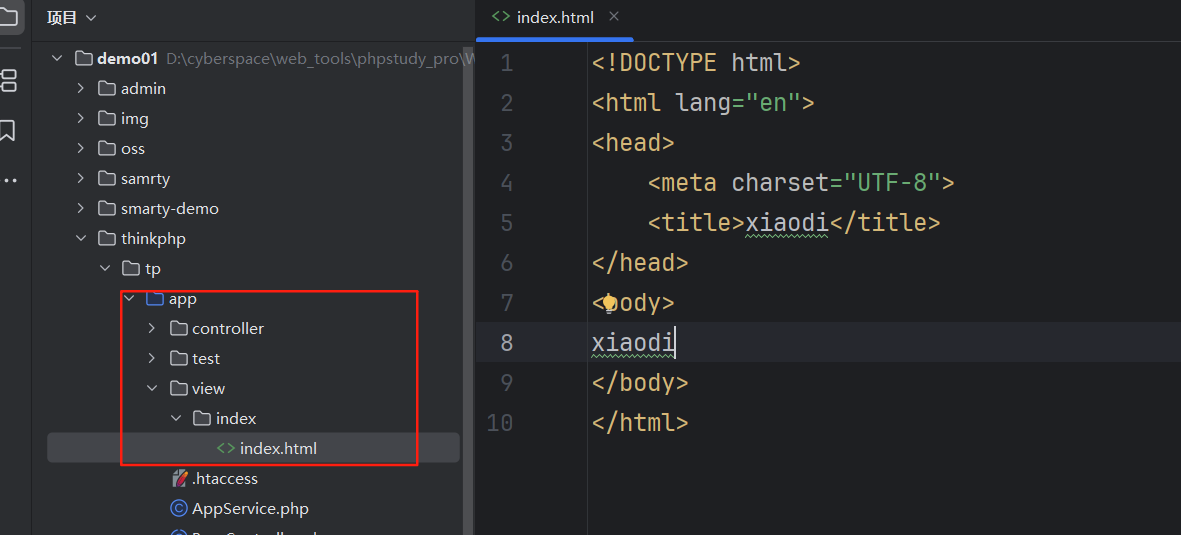 项目
index.html
demo01 D:\cyberspace\web_tools\phpstudy_pro\W
admin
img
oss
samrty
smarty-demo
thinkphp
tp
app
controller
test
view
index
index.html
.htaccess
AppService.php
1 <!DOCTYPE html>
2 <html lang="en">
3 <head>
4 <meta charset="UTF-8">
5 <title>xiaodi</title>
6 </head>
7 <body>
8 xiaodi
9 </body>
10 </html>